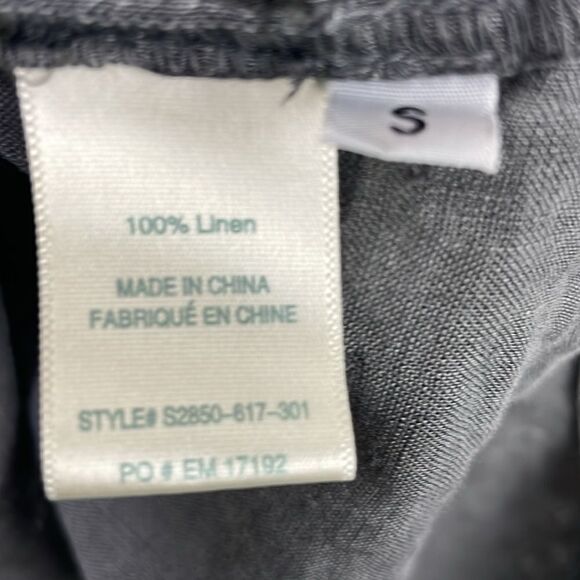 S
100% Linen
MADE IN CHINA
FABRIQUÉ EN CHINE
STYLE# S2850-617-301
PO # EM 17192